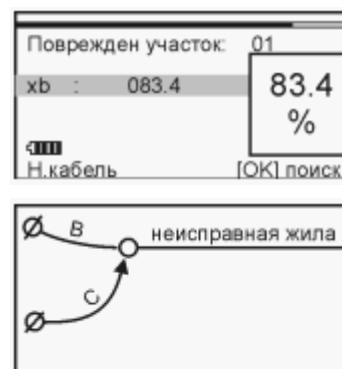 Поврежден участок: 01
xb : 083.4
83.4
%
Н.кабель [OK] поиск
B неисправная жила
C